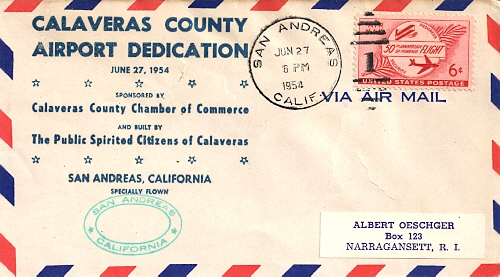 CALAVERAS COUNTY
AIRPORT DEDICATION
JUNE 27, 1954
SPONSORED BY
Calaveras County Chamber of Commerce
AND BUILT BY
The Public Spirited Citizens of Calaveras
SAN ANDREAS, CALIFORNIA
SPECIALLY FLOWN
SAN ANDREAS
CALIFORNIA
SAN ANDREAS
JUN 27
6 PM
1954
CALIF.
1
50TH ANNIVERSARY
OF POWERED FLIGHT
6¢
UNITED STATES POSTAGE
VIA AIR MAIL
ALBERT OESCHGER
Box 123
NARRAGANSETT, R. I.